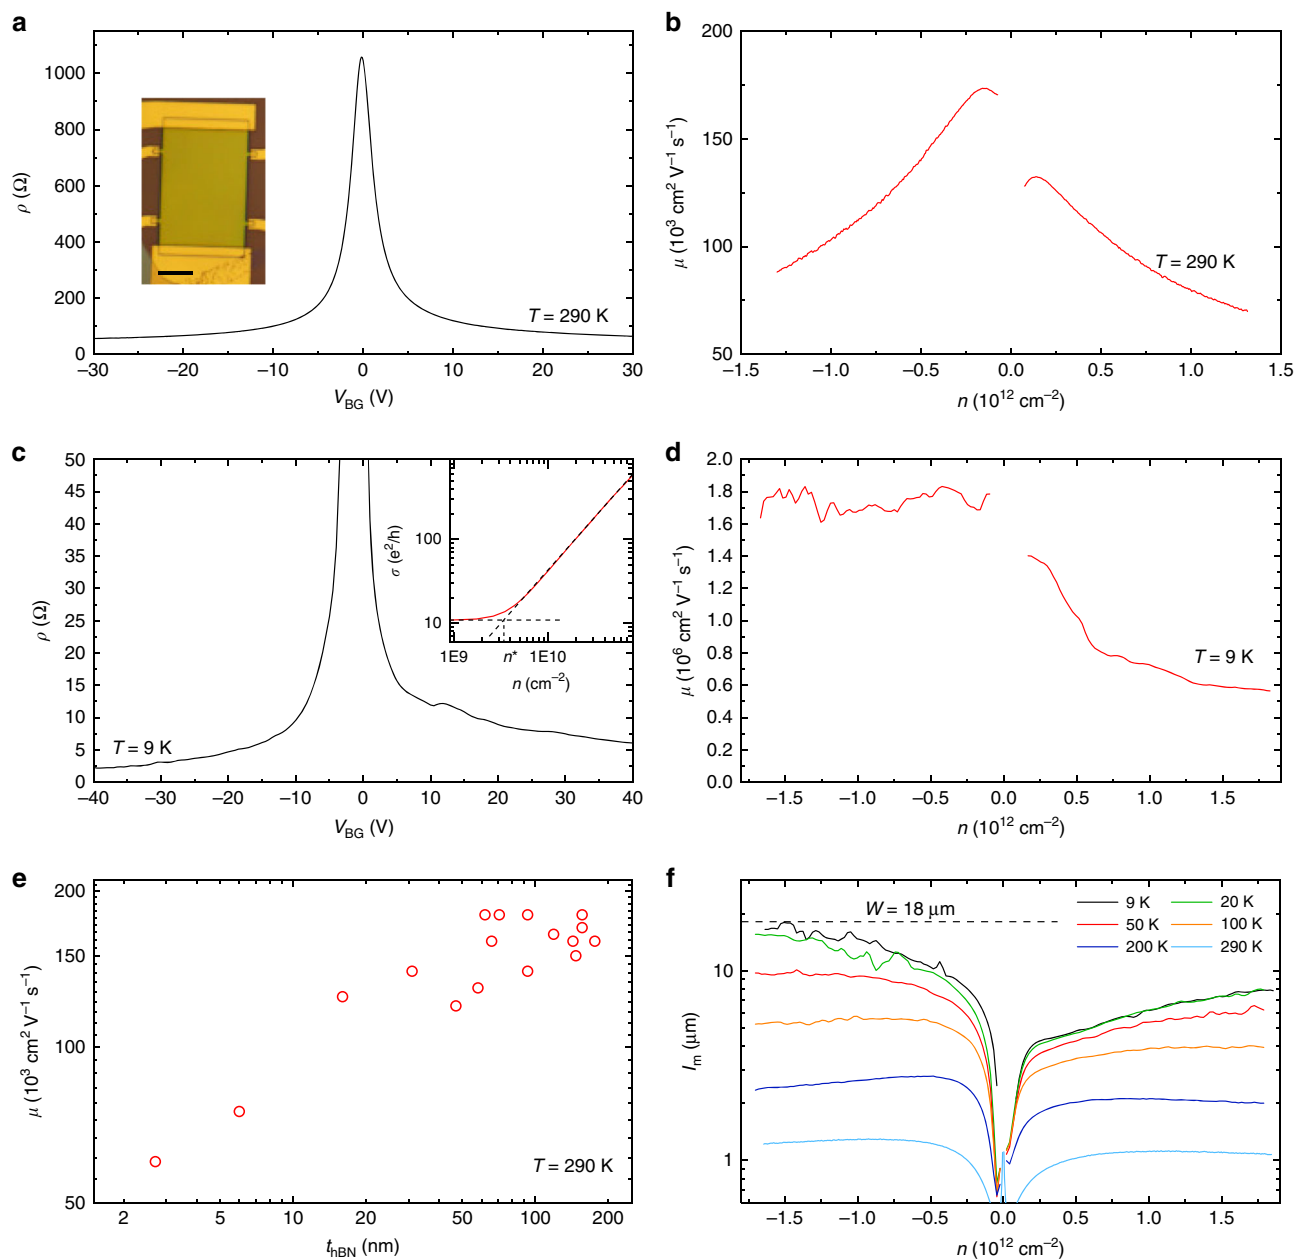 a
1000
800
600
400
200
0
ρ (Ω)
T = 290 K
−30 −20 −10 0 10 20 30
V_BG (V)
b
200
175
150
125
100
75
50
μ (10³ cm² V⁻¹ s⁻¹)
T = 290 K
−1.5 −1.0 −0.5 0.0 0.5 1.0 1.5
n (10¹² cm⁻²)
c
50
45
40
35
30
25
20
15
10
5
0
ρ (Ω)
T = 9 K
−40 −30 −20 −10 0 10 20 30 40
V_BG (V)
100
10
σ (e²/h)
1E9 n* 1E10
n (cm⁻²)
d
2.0
1.8
1.6
1.4
1.2
1.0
0.8
0.6
0.4
0.2
0.0
μ (10⁶ cm² V⁻¹ s⁻¹)
T = 9 K
−1.5 −1.0 −0.5 0.0 0.5 1.0 1.5
n (10¹² cm⁻²)
e
200
150
100
50
μ (10³ cm² V⁻¹ s⁻¹)
T = 290 K
2 5 10 20 50 100 200
t_hBN (nm)
f
W = 18 μm
9 K 20 K
50 K 100 K
200 K 290 K
10
1
l_m (μm)
−1.5 −1.0 −0.5 0.0 0.5 1.0 1.5
n (10¹² cm⁻²)